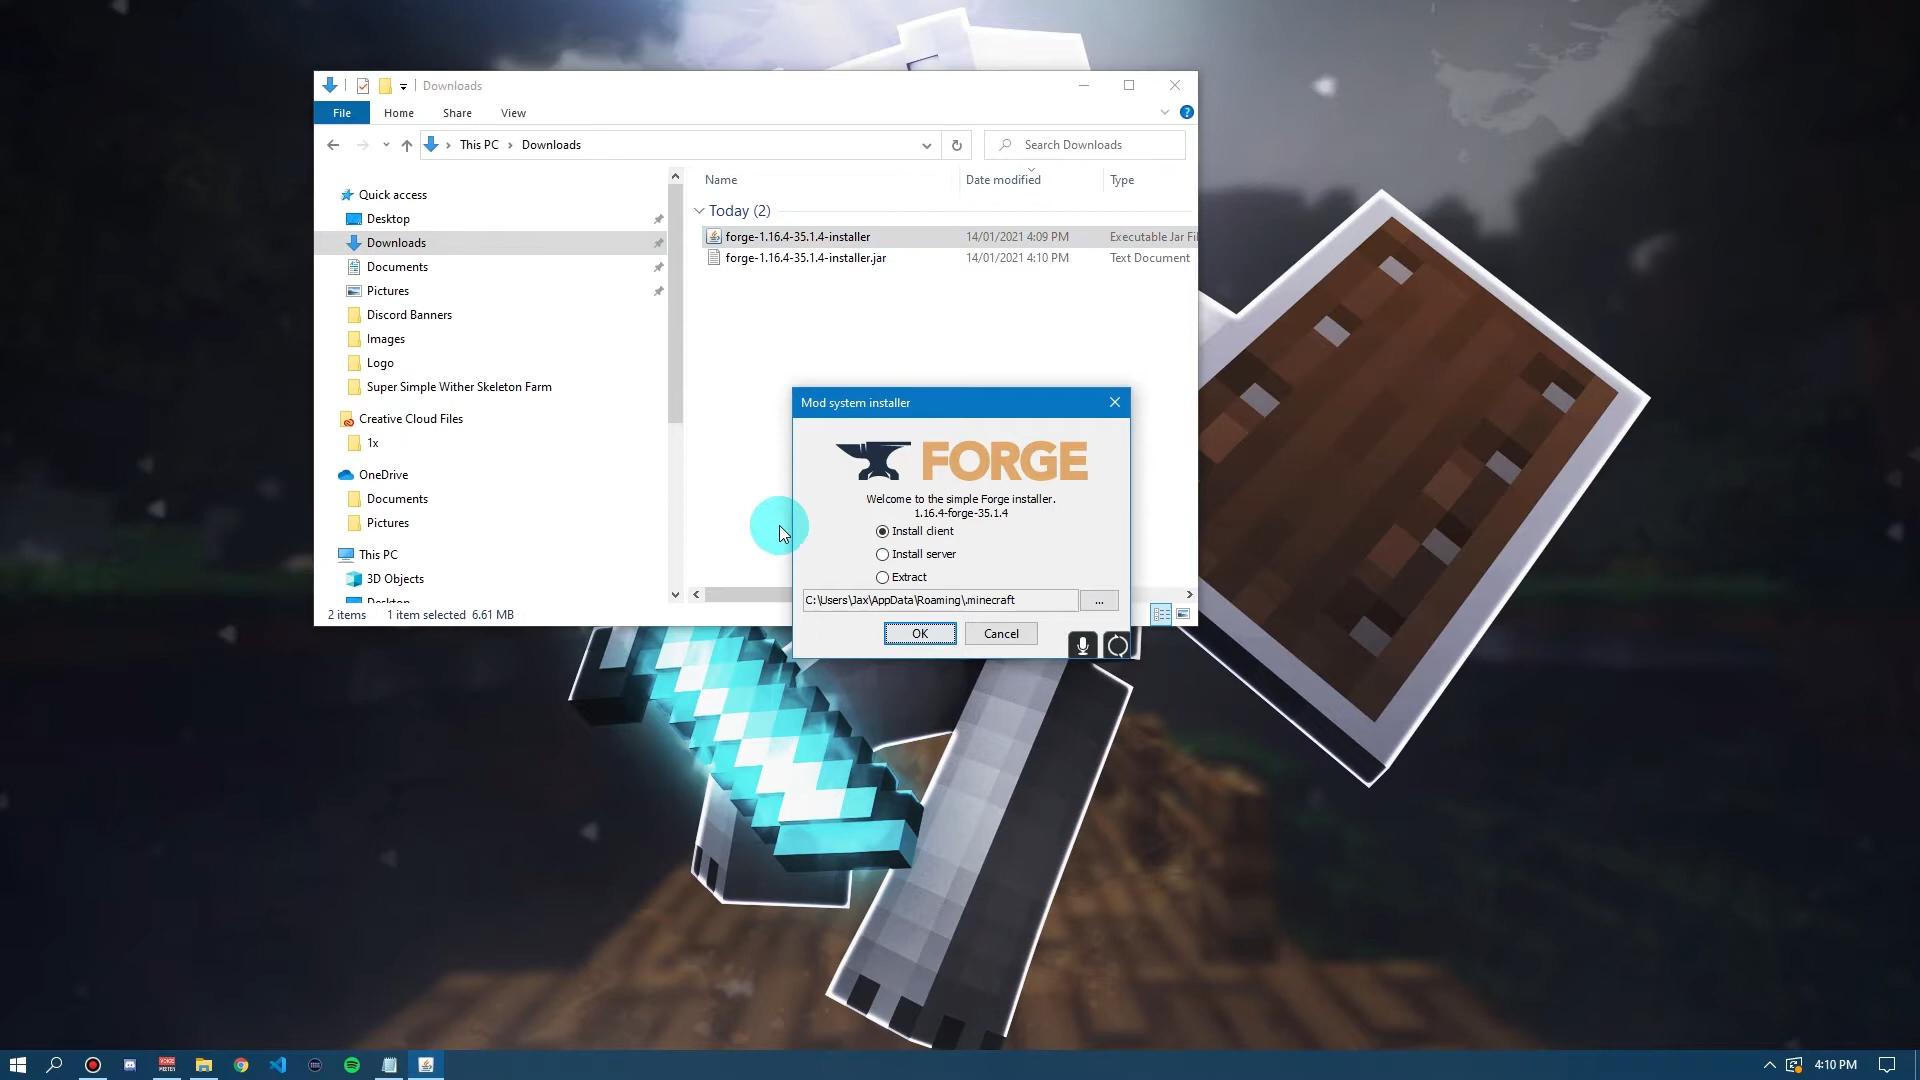 Downloads
File Home Share View
This PC Downloads
Search Downloads
Name Date modified Type
Today (2)
forge-1.16.4-35.1.4-installer 14/01/2021 4:09 PM Executable Jar Fil
forge-1.16.4-35.1.4-installer.jar 14/01/2021 4:10 PM Text Document
Quick access
Desktop
Downloads
Documents
Pictures
Discord Banners
Images
Logo
Super Simple Wither Skeleton Farm
Creative Cloud Files
1x
OneDrive
Documents
Pictures
This PC
3D Objects
Desktop
2 items 1 item selected 6.61 MB
Mod system installer
FORGE
Welcome to the simple Forge installer.
1.16.4-forge-35.1.4
Install client
Install server
Extract
C:\Users\Jax\AppData\Roaming\.minecraft
...
OK Cancel
4:10 PM